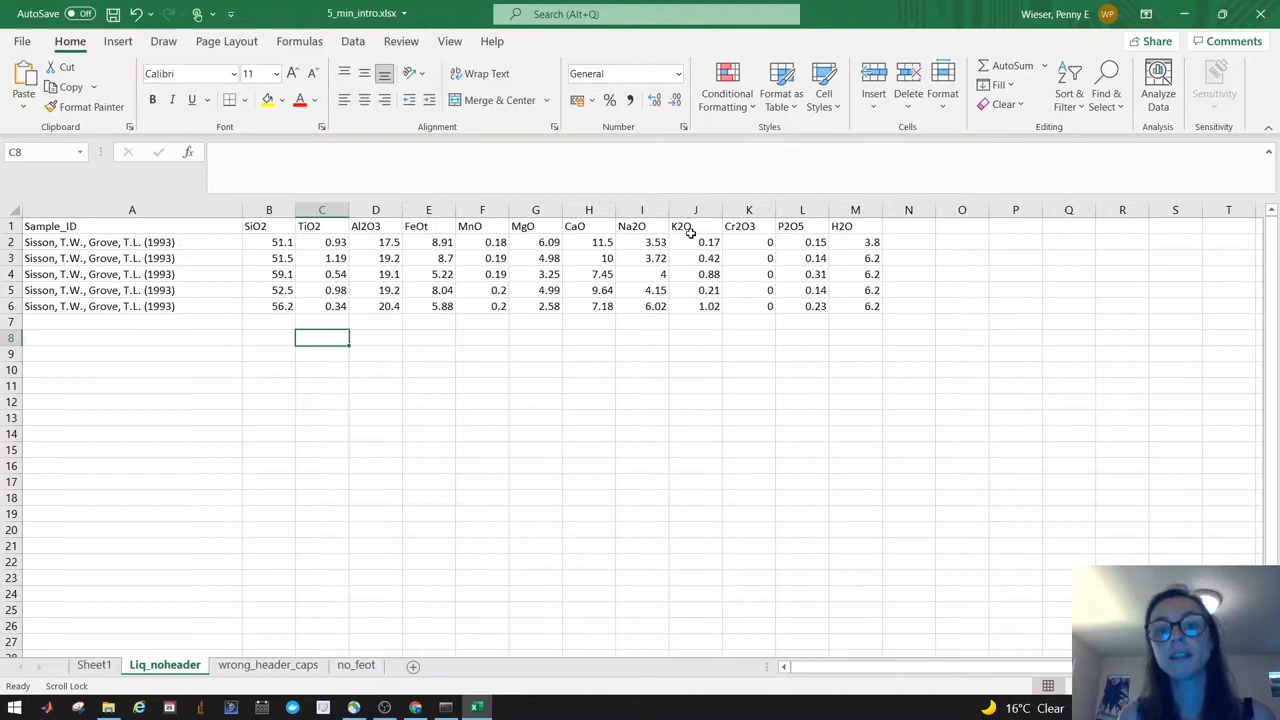 AutoSave Off 5_min_intro.xlsx Search (Alt+Q) Wieser, Penny E WP
File Home Insert Draw Page Layout Formulas Data Review View Help Share Comments
Paste Cut Copy Format Painter
Calibri 11 B I U
Wrap Text Merge & Center
General
Conditional Formatting Format as Table Cell Styles
Insert Delete Format
AutoSum Fill Clear Sort & Filter Find & Select
Analyze Data Sensitivity
Clipboard Font Alignment Number Styles Cells Editing Analysis Sensitivity
C8 fx
A B C D E F G H I J K L M N O P Q R S T
1 Sample_ID SiO2 TiO2 Al2O3 FeOt MnO MgO CaO Na2O K2O Cr2O3 P2O5 H2O
2 Sisson, T.W., Grove, T.L. (1993) 51.1 0.93 17.5 8.91 0.18 6.09 11.5 3.53 0.17 0 0.15 3.8
3 Sisson, T.W., Grove, T.L. (1993) 51.5 1.19 19.2 8.7 0.19 4.98 10 3.72 0.42 0 0.14 6.2
4 Sisson, T.W., Grove, T.L. (1993) 59.1 0.54 19.1 5.22 0.19 3.25 7.45 4 0.88 0 0.31 6.2
5 Sisson, T.W., Grove, T.L. (1993) 52.5 0.98 19.2 8.04 0.2 4.99 9.64 4.15 0.21 0 0.14 6.2
6 Sisson, T.W., Grove, T.L. (1993) 56.2 0.34 20.4 5.88 0.2 2.58 7.18 6.02 1.02 0 0.23 6.2
7
8
9
10
11
12
13
14
15
16
17
18
19
20
21
22
23
24
25
26
27
Sheet1 Liq_noheader wrong_header_caps no_feot
Ready Scroll Lock
16°C Clear